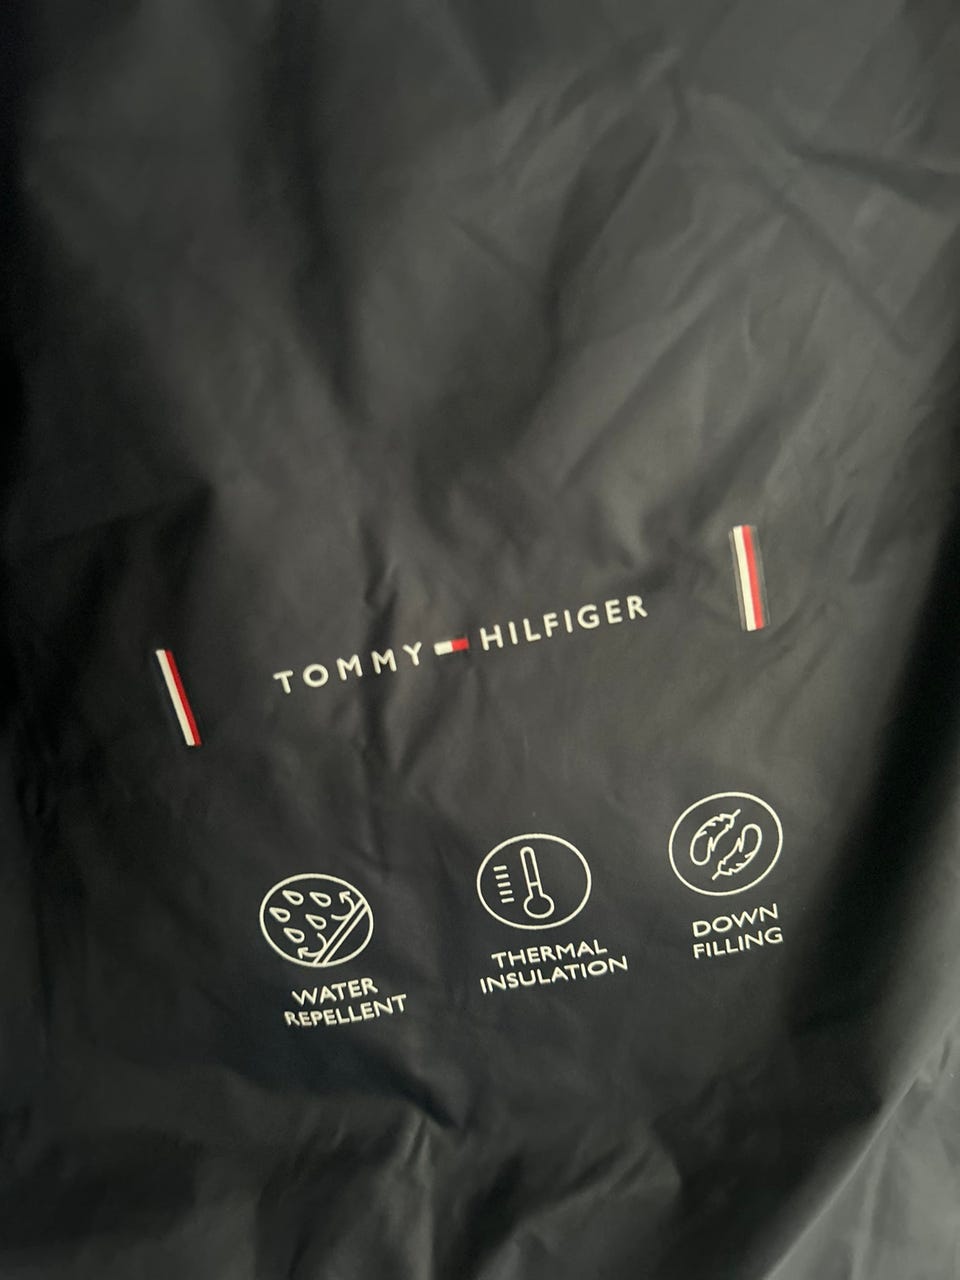 TOMMY HILFIGER
WATER
REPELLENT
THERMAL
INSULATION
DOWN
FILLING